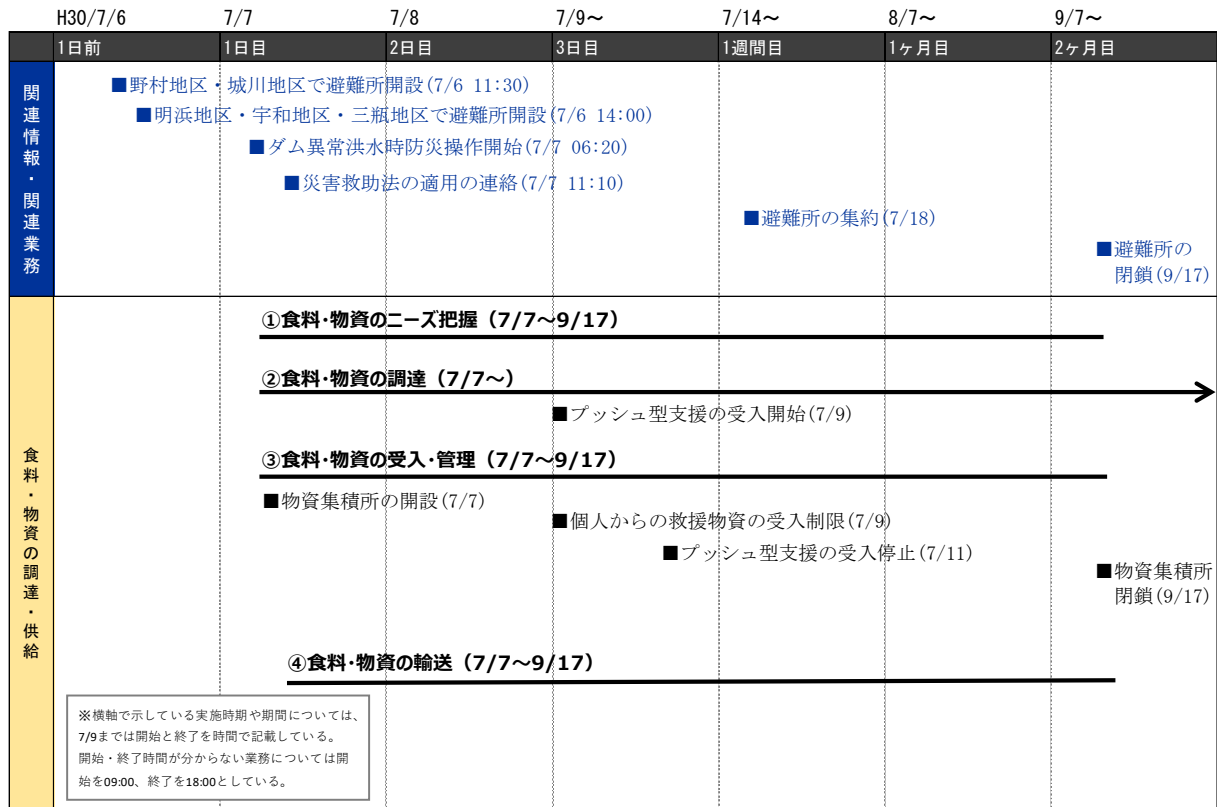 H30/7/6 7/7 7/8 7/9～ 7/14～ 8/7～ 9/7～
1日前 1日目 2日目 3日目 1週間目 1ヶ月目 2ヶ月目
関連情報・関連業務
■野村地区・城川地区で避難所開設(7/6 11:30)
■明浜地区・宇和地区・三瓶地区で避難所開設(7/6 14:00)
■ダム異常洪水時防災操作開始(7/7 06:20)
■災害救助法の適用の連絡(7/7 11:10)
■避難所の集約(7/18)
■避難所の
閉鎖(9/17)
食料・物資の調達・供給
①食料・物資のニーズ把握（7/7～9/17）
②食料・物資の調達（7/7～）
■プッシュ型支援の受入開始(7/9)
③食料・物資の受入・管理（7/7～9/17）
■物資集積所の開設(7/7)
■個人からの救援物資の受入制限(7/9)
■プッシュ型支援の受入停止(7/11)
■物資集積所
閉鎖(9/17)
④食料・物資の輸送（7/7～9/17）
※横軸で示している実施時期や期間については、
7/9までは開始と終了を時間で記載している。
開始・終了時間が分からない業務については開
始を09:00、終了を18:00としている。